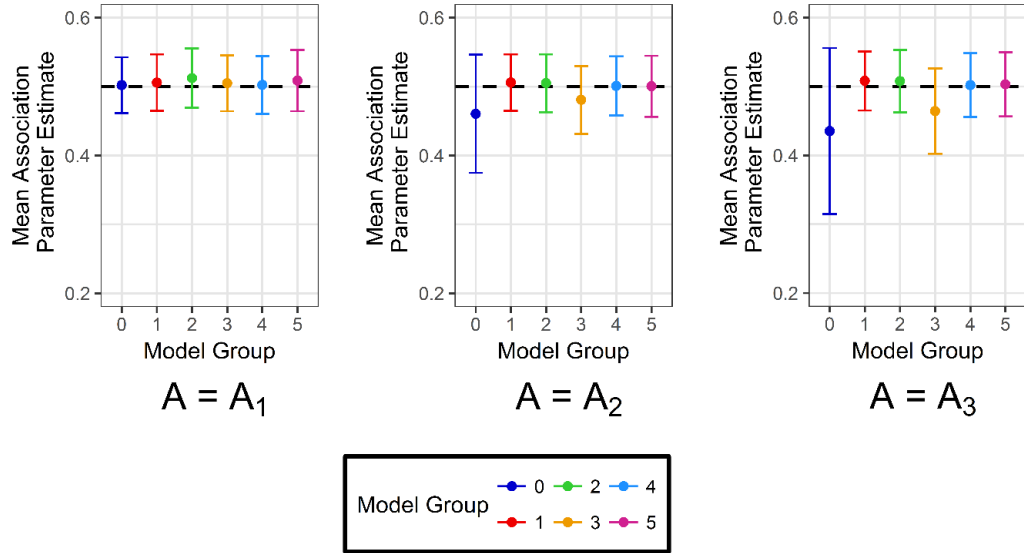 0.6
0.4
0.2
Mean Association
Parameter Estimate
0 1 2 3 4 5
Model Group
A = A₁
0.6
0.4
0.2
Mean Association
Parameter Estimate
0 1 2 3 4 5
Model Group
A = A₂
0.6
0.4
0.2
Mean Association
Parameter Estimate
0 1 2 3 4 5
Model Group
A = A₃
Model Group
0 2 4
1 3 5